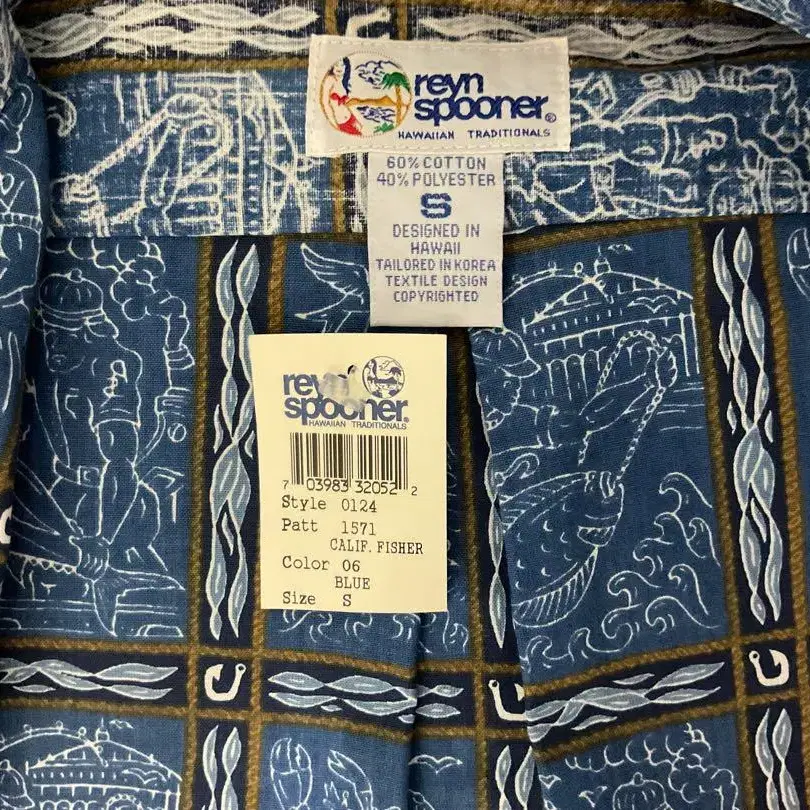 reyn
spooner®
HAWAIIAN TRADITIONALS
60% COTTON
40% POLYESTER
S
DESIGNED IN
HAWAII
TAILORED IN KOREA
TEXTILE DESIGN
COPYRIGHTED
reyn
spooner®
HAWAIIAN TRADITIONALS
7 03983 32052 2
Style 0124
Patt 1571
CALIF. FISHER
Color 06
BLUE
Size S